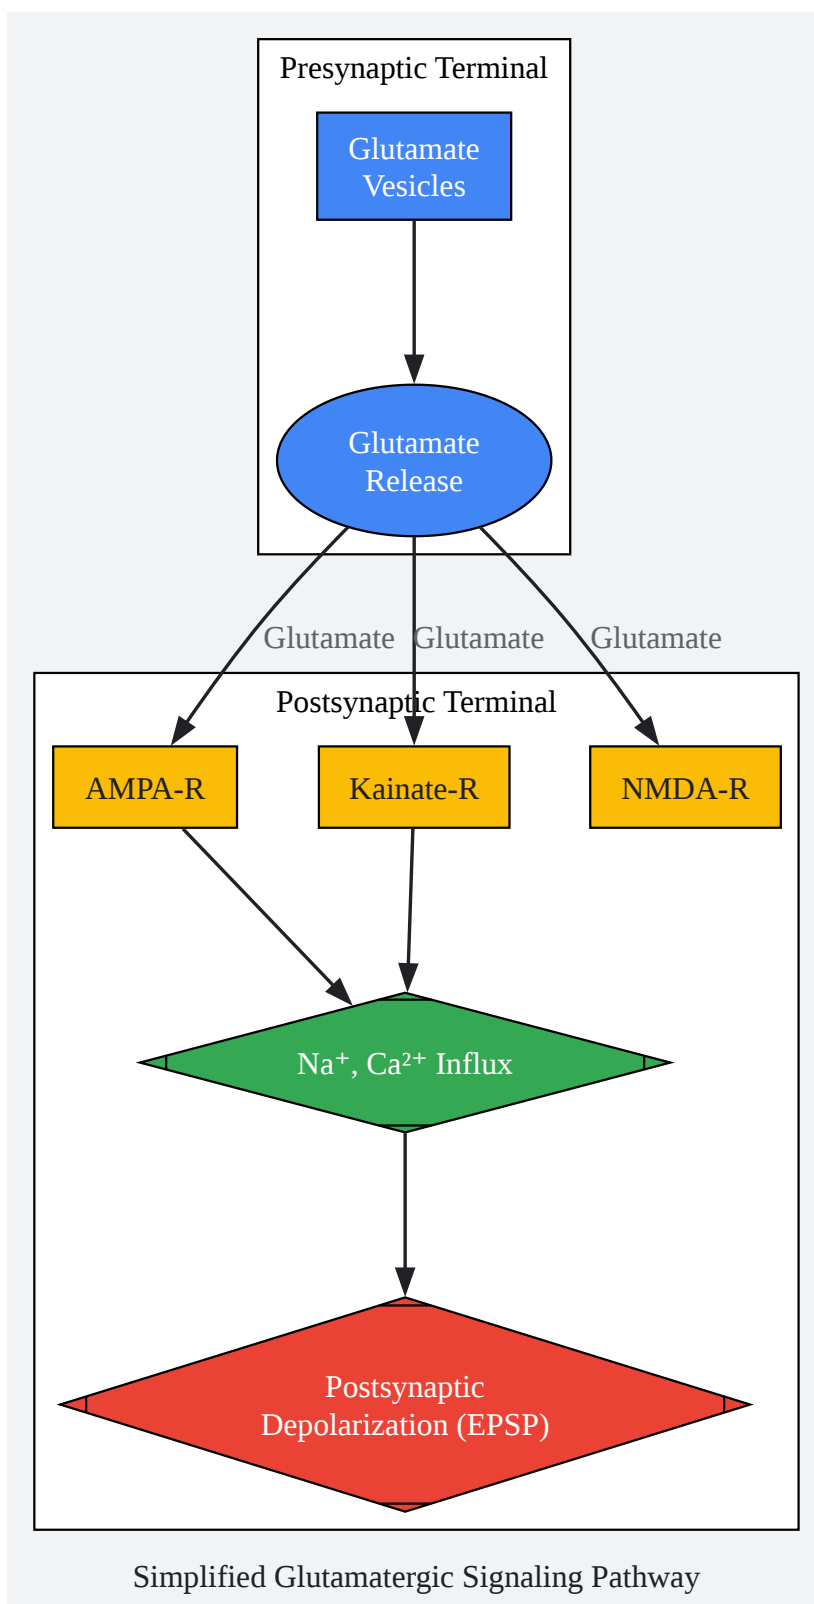 Presynaptic Terminal
Glutamate
Vesicles
Glutamate
Release
Glutamate
Glutamate
Glutamate
Postsynaptic Terminal
AMPA-R
Kainate-R
NMDA-R
Na⁺, Ca²⁺ Influx
Postsynaptic
Depolarization (EPSP)
Simplified Glutamatergic Signaling Pathway